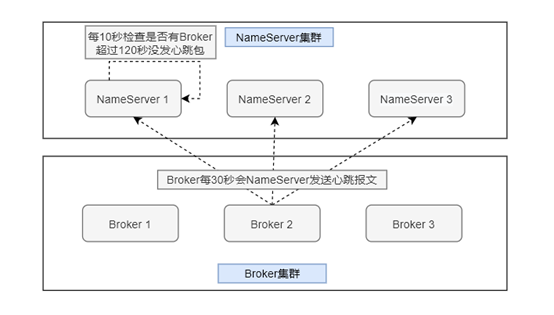 每10秒检查是否有Broker
超过120秒没发心跳包
NameServer集群
NameServer 1
NameServer 2
NameServer 3
Broker每30秒会NameServer发送心跳报文
Broker 1
Broker 2
Broker 3
Broker集群